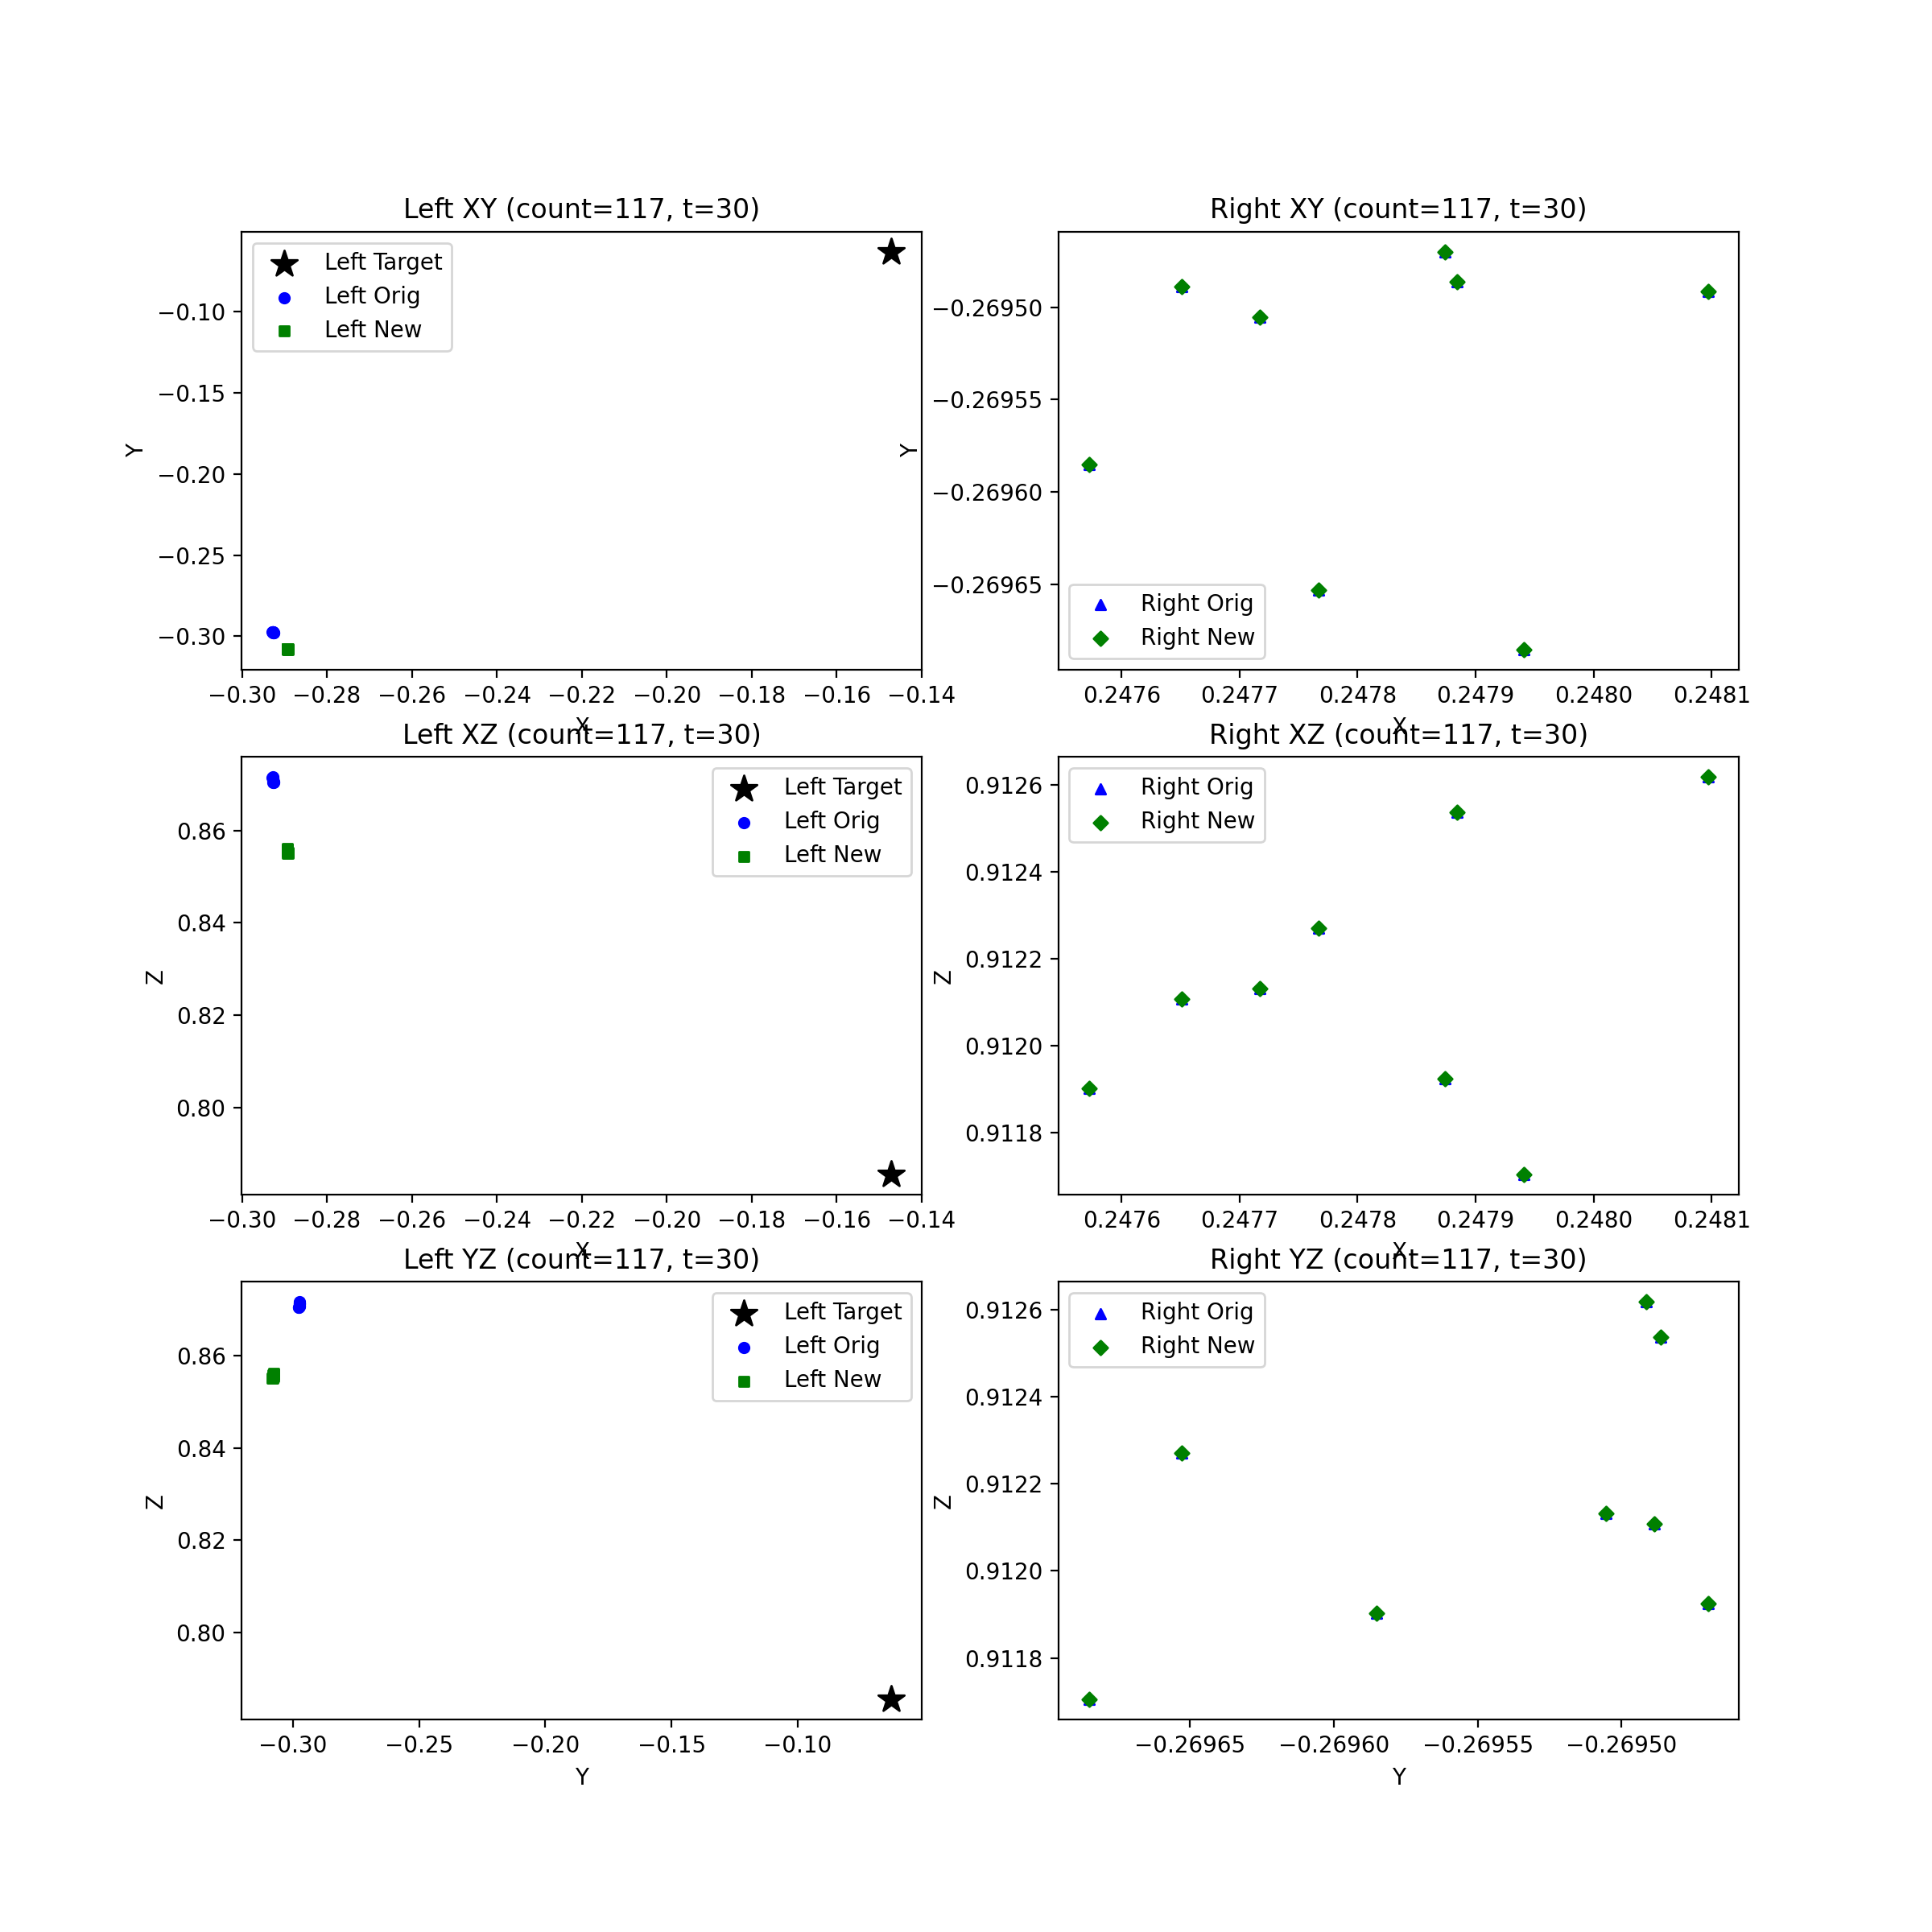 Left XY (count=117, t=30)
Left Target
Left Orig
Left New
−0.10
−0.15
−0.20
−0.25
−0.30
Y
−0.30 −0.28 −0.26 −0.24 −0.22 −0.20 −0.18 −0.16 −0.14
X
Right XY (count=117, t=30)
−0.26950
−0.26955
−0.26960
−0.26965
Y
Right Orig
Right New
0.2476 0.2477 0.2478 0.2479 0.2480 0.2481
X
Left XZ (count=117, t=30)
Left Target
Left Orig
Left New
0.86
0.84
0.82
0.80
Z
−0.30 −0.28 −0.26 −0.24 −0.22 −0.20 −0.18 −0.16 −0.14
X
Right XZ (count=117, t=30)
Right Orig
Right New
0.9126
0.9124
0.9122
0.9120
0.9118
Z
0.2476 0.2477 0.2478 0.2479 0.2480 0.2481
X
Left YZ (count=117, t=30)
Left Target
Left Orig
Left New
0.86
0.84
0.82
0.80
Z
−0.30 −0.25 −0.20 −0.15 −0.10
Y
Right YZ (count=117, t=30)
Right Orig
Right New
0.9126
0.9124
0.9122
0.9120
0.9118
Z
−0.26965 −0.26960 −0.26955 −0.26950
Y